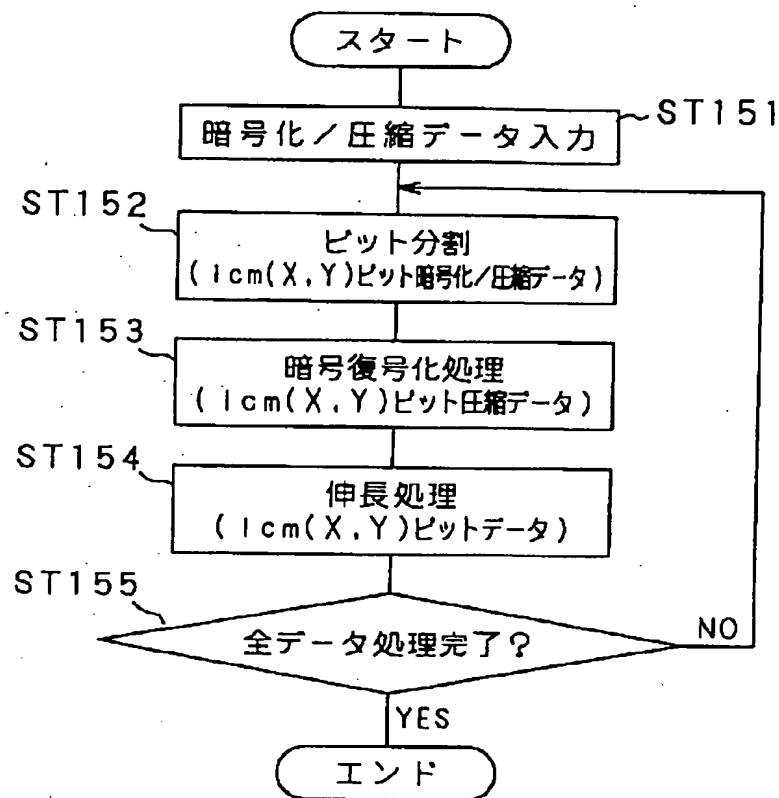 スタート
暗号化／圧縮データ入力
ST151
ST152
ビット分割
(lcm(X,Y)ビット暗号化／圧縮データ)
ST153
暗号復号化処理
(lcm(X,Y)ビット圧縮データ)
ST154
伸長処理
(lcm(X,Y)ビットデータ)
ST155
全データ処理完了?
NO
YES
エンド